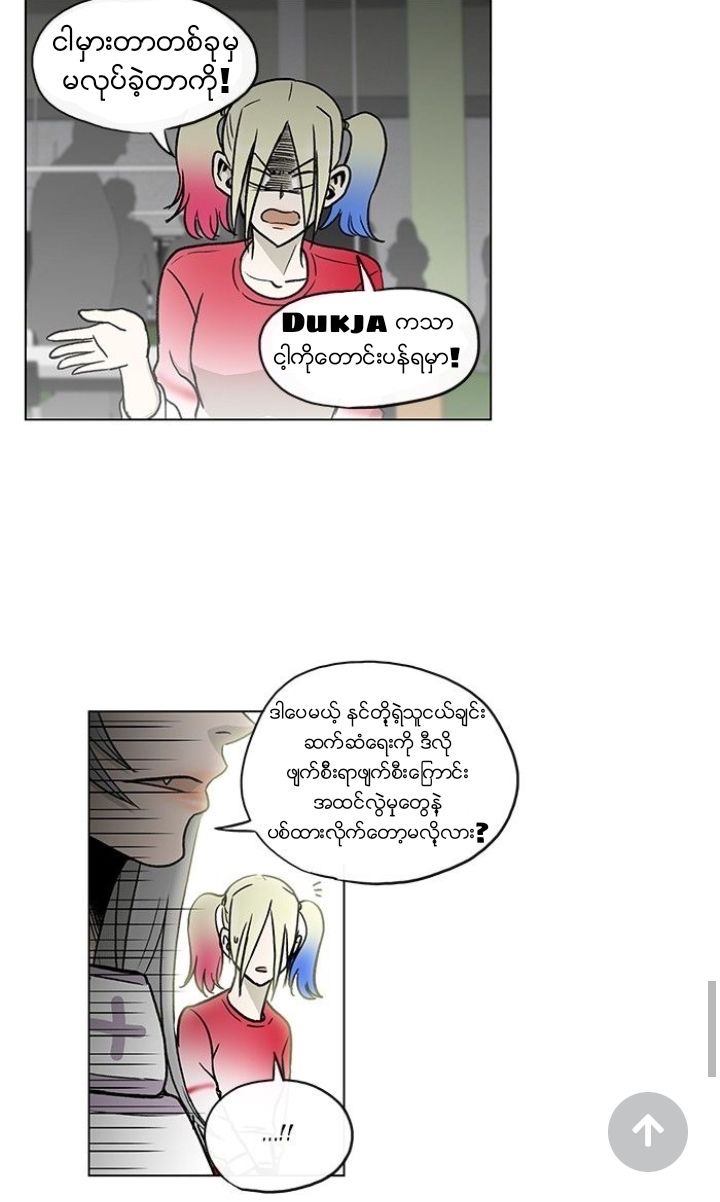 ငါမှားတာတစ်ခုမှ
မလုပ်ခဲ့တာကို!
Dukja ကသာ
ငါ့ကိုတောင်းပန်ရမှာ!
ဒါပေမယ့် နင်တို့ရဲ့သူငယ်ချင်း
ဆက်ဆံရေးကို ဒီလို
ဖျက်စီးရာဖျက်စီးကြောင်း
အထင်လွဲမှုတွေနဲ့
ပစ်ထားလိုက်တော့မလို့လား?
...!!